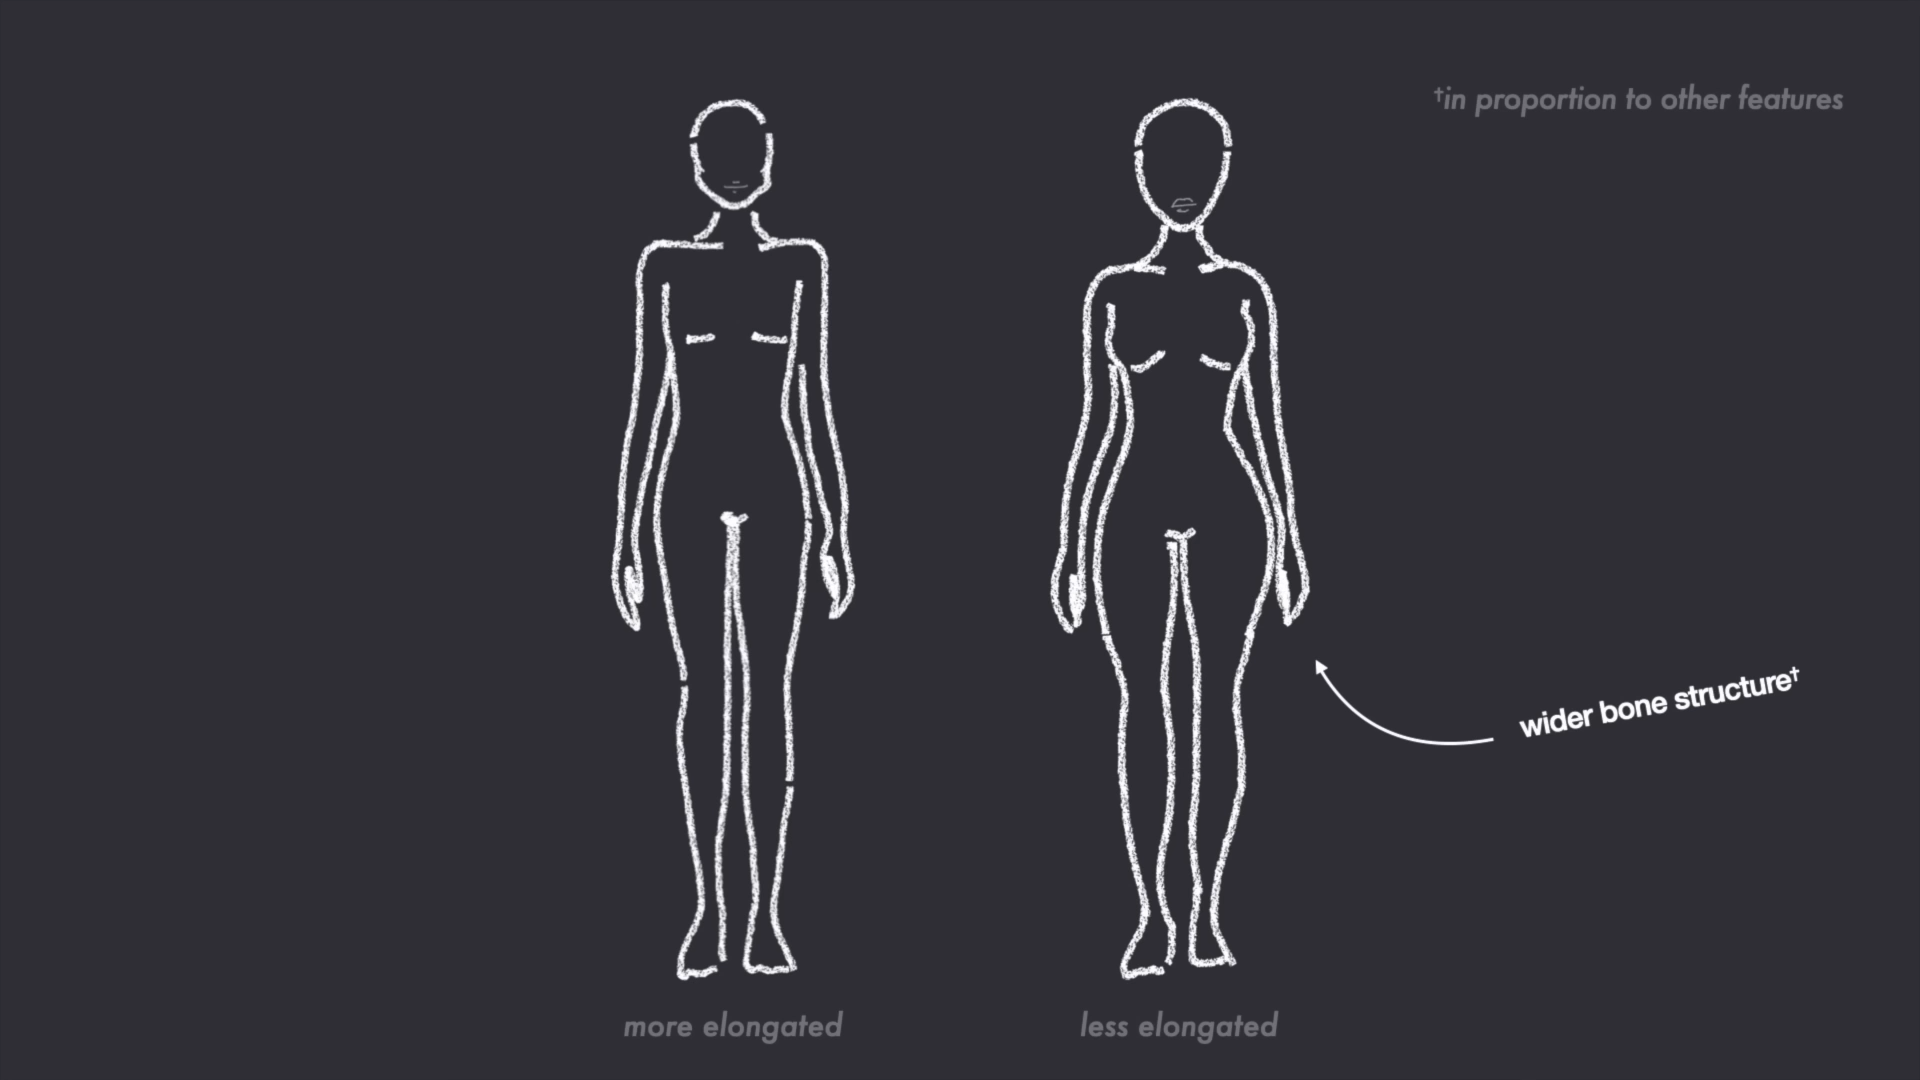 †in proportion to other features
wider bone structure†
more elongated
less elongated